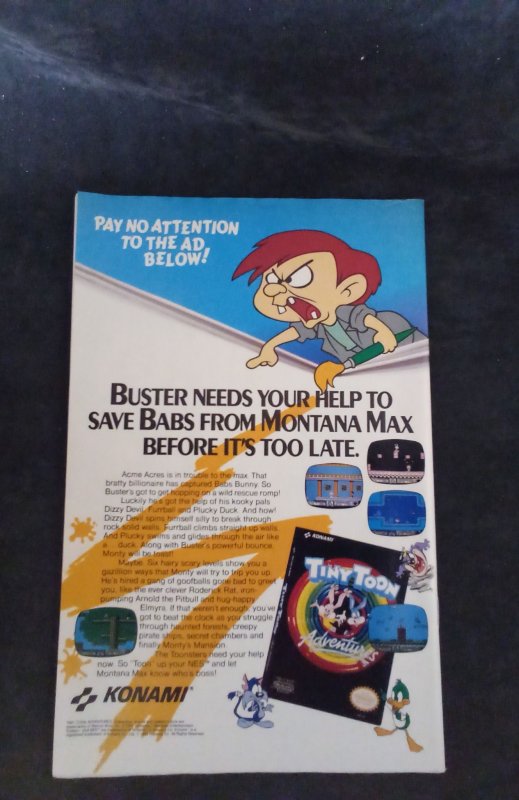 PAY NO ATTENTION
TO THE AD
BELOW!
BUSTER NEEDS YOUR HELP TO
SAVE BABS FROM MONTANA MAX
BEFORE IT'S TOO LATE.
Acme Acres is in trouble to the max. That
bratty billionaire has captured Babs Bunny. So
Buster's got to get hopping on a wild rescue romp!
Luckily he's got the help of his kooky pals
Dizzy Devil, Furrball and Plucky Duck. And how!
Dizzy Devil spins himself silly to break through
rock solid walls. Furrball climbs straight up walls.
And Plucky swims and glides through the air like
a duck. Along with Buster's powerful bounce,
Monty will be toast!
Maybe. Six hairy scary levels show you a
gazillion ways that Monty will try to trip you up.
He's hired a gang of goofballs gone bad to greet
you, like the ever clever Roderick Rat, iron-
pumping Arnold the Pitbull and hug-happy
Elmyra. If that weren't enough, you've
got to beat the clock as you struggle
through haunted forests, creepy
pirate ships, secret chambers and
finally Monty's Mansion.
The Toonsters need your help
now. So "Toon" up your NES and let
Montana Max know who's boss!
KONAMI
KONAMI
TINY TOON
Adventures